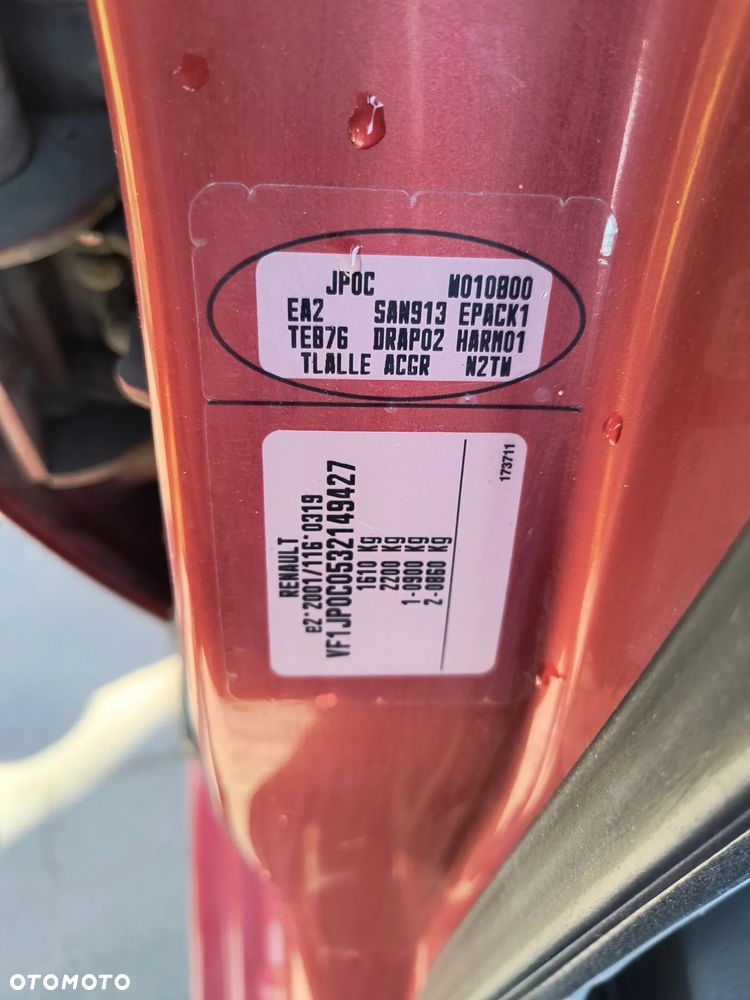 JP0C M010800
EA2 SAN913 EPACK1
TEB76 DRAP02 HARM01
TLALLE ACGR N2TW
RENAULT
e2*2001/116*0319
VF1JP0C0532149427
1610 Kg
2200 Kg
1-0900 Kg
2-0860 Kg
173711
OTOMOTO